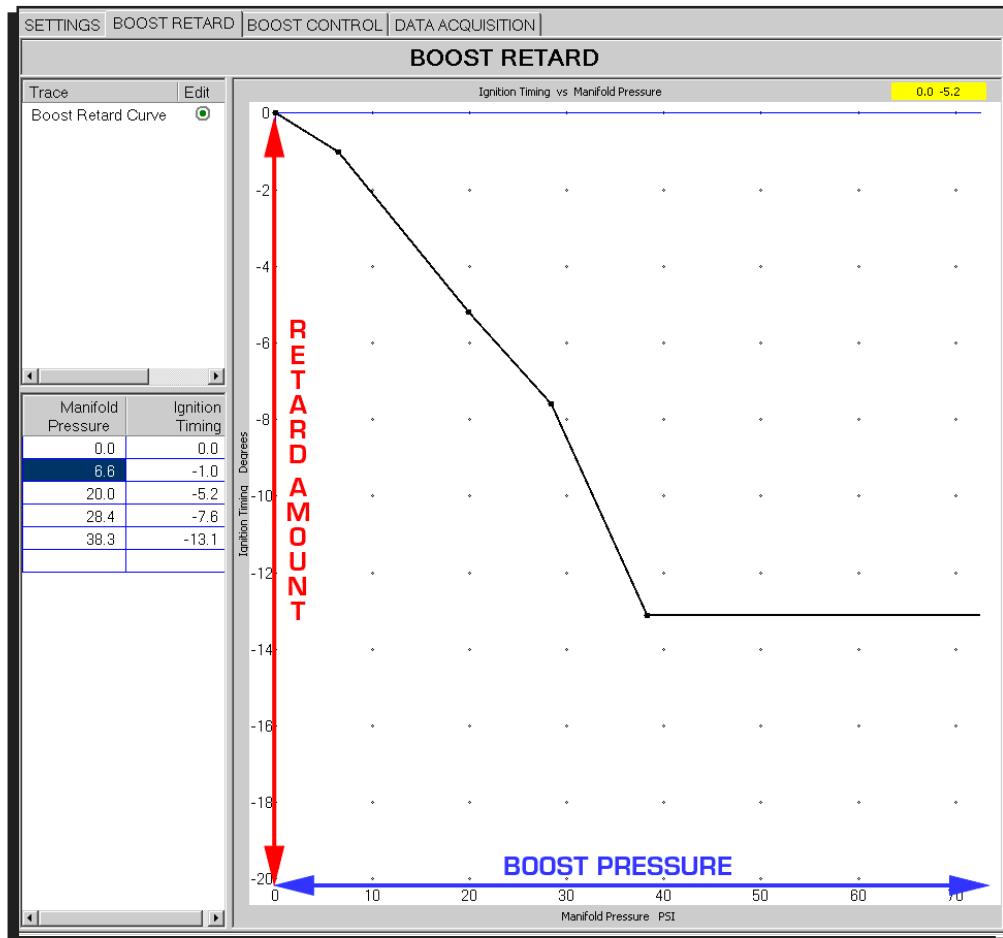 SETTINGS BOOST RETARD BOOST CONTROL DATA ACQUISITION
BOOST RETARD
Trace Edit
Boost Retard Curve
Manifold Pressure Ignition Timing
0.0 0.0
6.6 -1.0
20.0 -5.2
28.4 -7.6
38.3 -13.1
Ignition Timing vs Manifold Pressure 0.0 -5.2
0
-2
-4
-6
-8
-10
-12
-14
-16
-18
-20
Ignition Timing Degrees
RETARD AMOUNT
BOOST PRESSURE
0 10 20 30 40 50 60 70
Manifold Pressure PSI